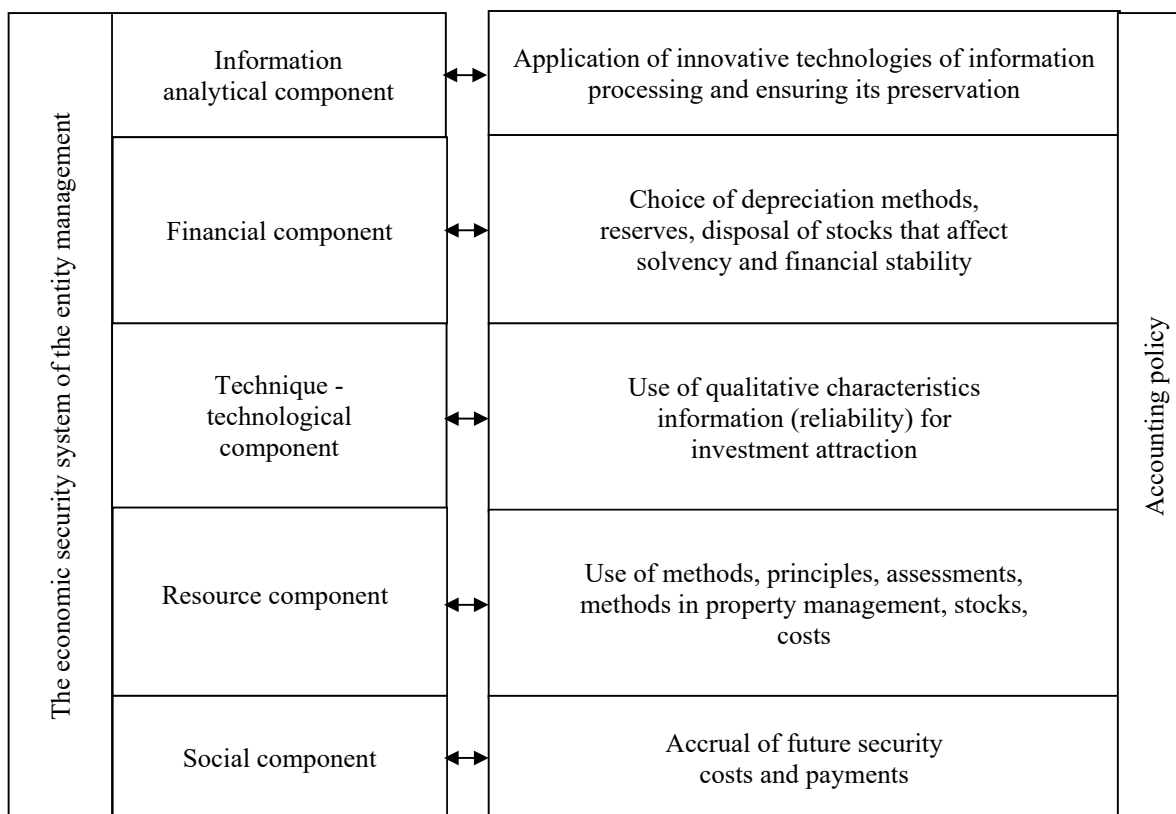 The economic security system of the entity management
Information
analytical component
Application of innovative technologies of information
processing and ensuring its preservation
Financial component
Choice of depreciation methods,
reserves, disposal of stocks that affect
solvency and financial stability
Technique -
technological
component
Use of qualitative characteristics
information (reliability) for
investment attraction
Resource component
Use of methods, principles, assessments,
methods in property management, stocks,
costs
Social component
Accrual of future security
costs and payments
Accounting policy